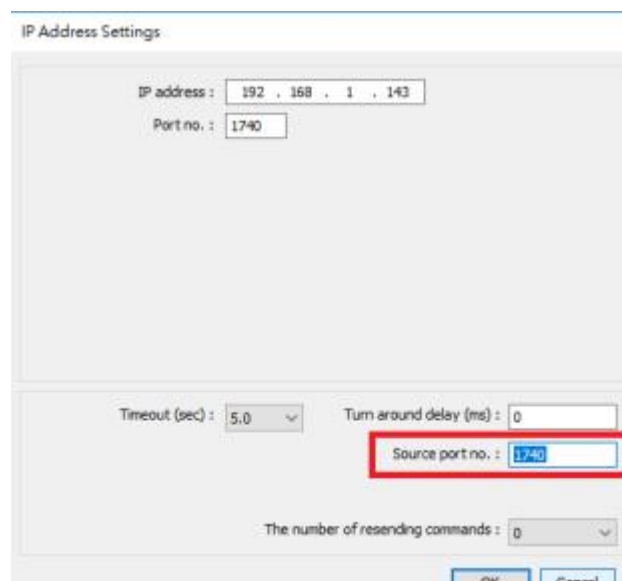 IP Address Settings
IP address : 192 . 168 . 1 . 143
Port no. : 1740
Timeout (sec) : 5.0 Turn around delay (ms) : 0
Source port no. : 1740
The number of resending commands : 0
OK Cancel